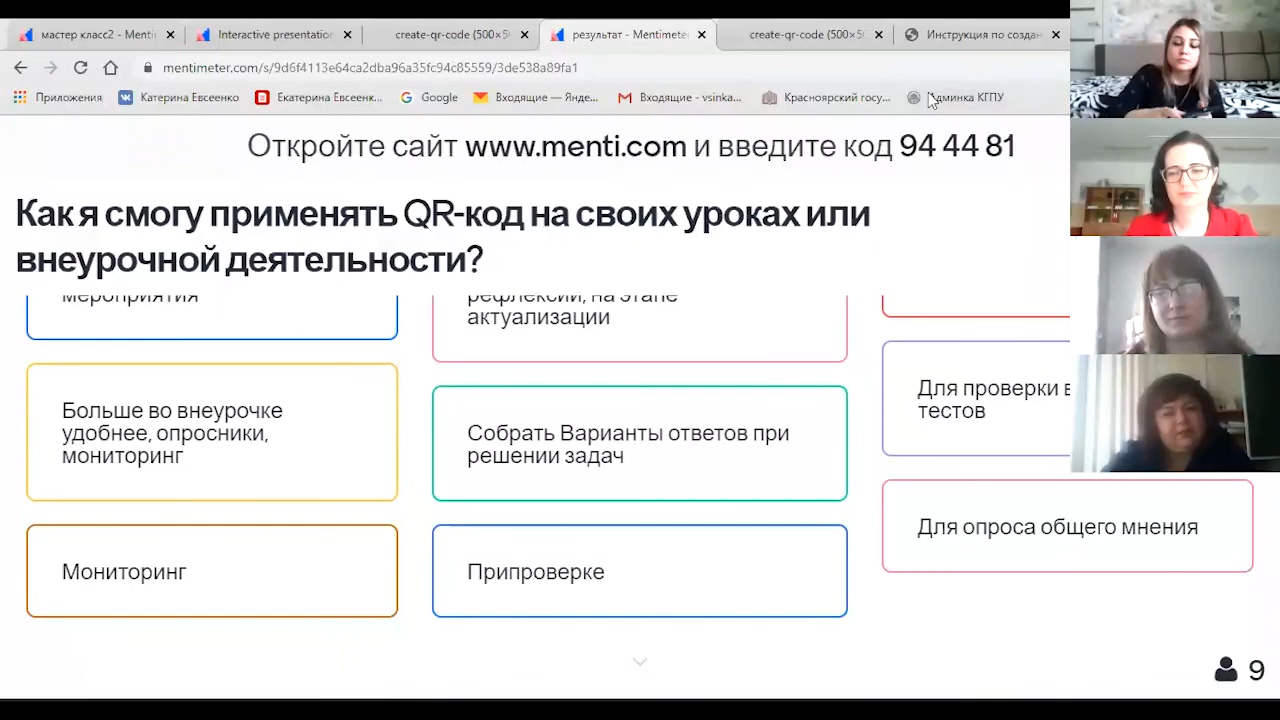 мастер класс2 - Menti
Interactive presentation
create-qr-code (500×5
результат - Mentimete
create-qr-code (500×5
Инструкция по создан
mentimeter.com/s/9d6f4113e64ca2dba96a35fc94c85559/3de538a89fa1
Приложения
Катерина Евсеенко
Екатерина Евсеенк...
Google
Входящие — Янде...
Входящие - vsinka...
Красноярский госу...
Админка КГПУ
Откройте сайт www.menti.com и введите код 94 44 81
Как я смогу применять QR-код на своих уроках или
внеурочной деятельности?
мероприятия
рефлексии, на этапе
актуализации
Больше во внеурочке
удобнее, опросники,
мониторинг
Собрать Варианты ответов при
решении задач
Для проверки
тестов
Мониторинг
Припроверке
Для опроса общего мнения
9